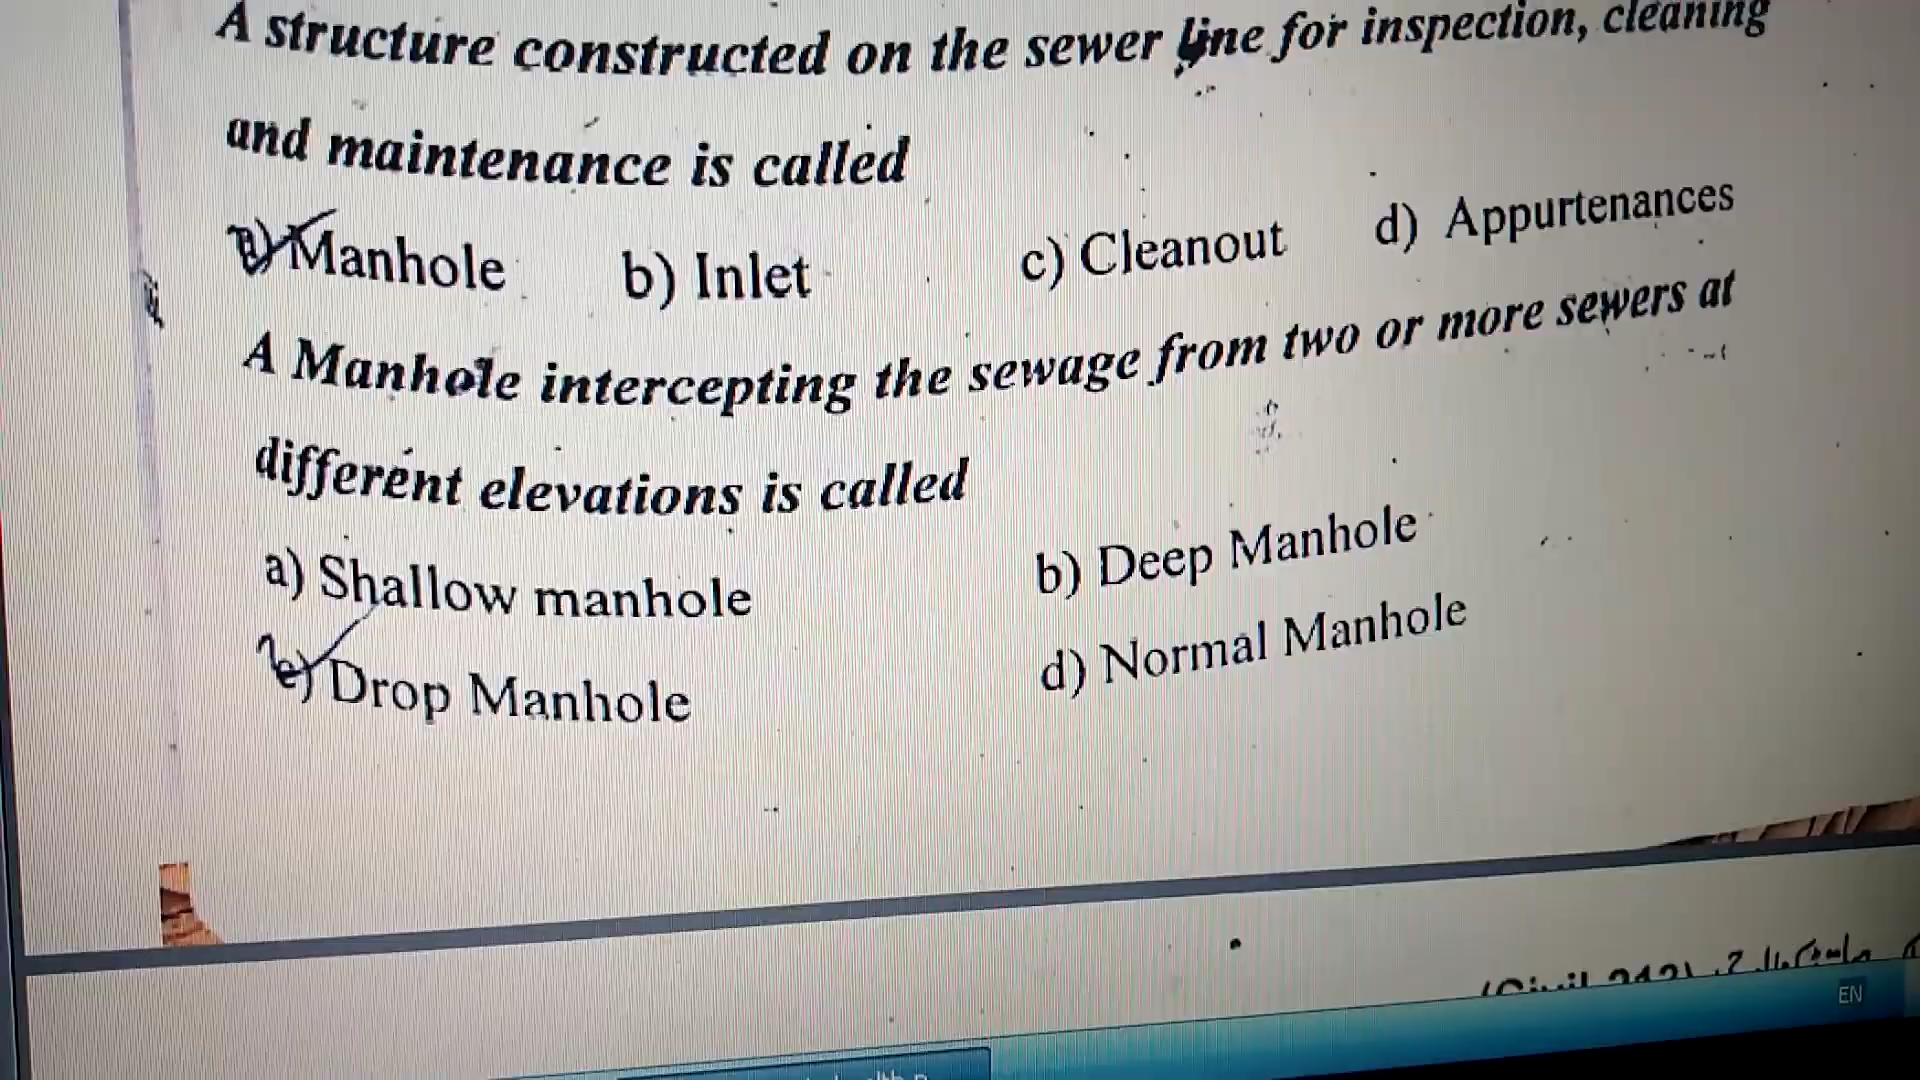 A structure constructed on the sewer line for inspection, cleaning
and maintenance is called
a) Manhole b) Inlet c) Cleanout d) Appurtenances
A Manhole intercepting the sewage from two or more sewers at
different elevations is called
a) Shallow manhole b) Deep Manhole
c) Drop Manhole d) Normal Manhole
EN